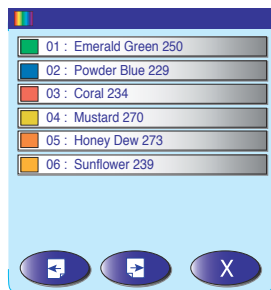 01 : Emerald Green 250
02 : Powder Blue 229
03 : Coral 234
04 : Mustard 270
05 : Honey Dew 273
06 : Sunflower 239
X